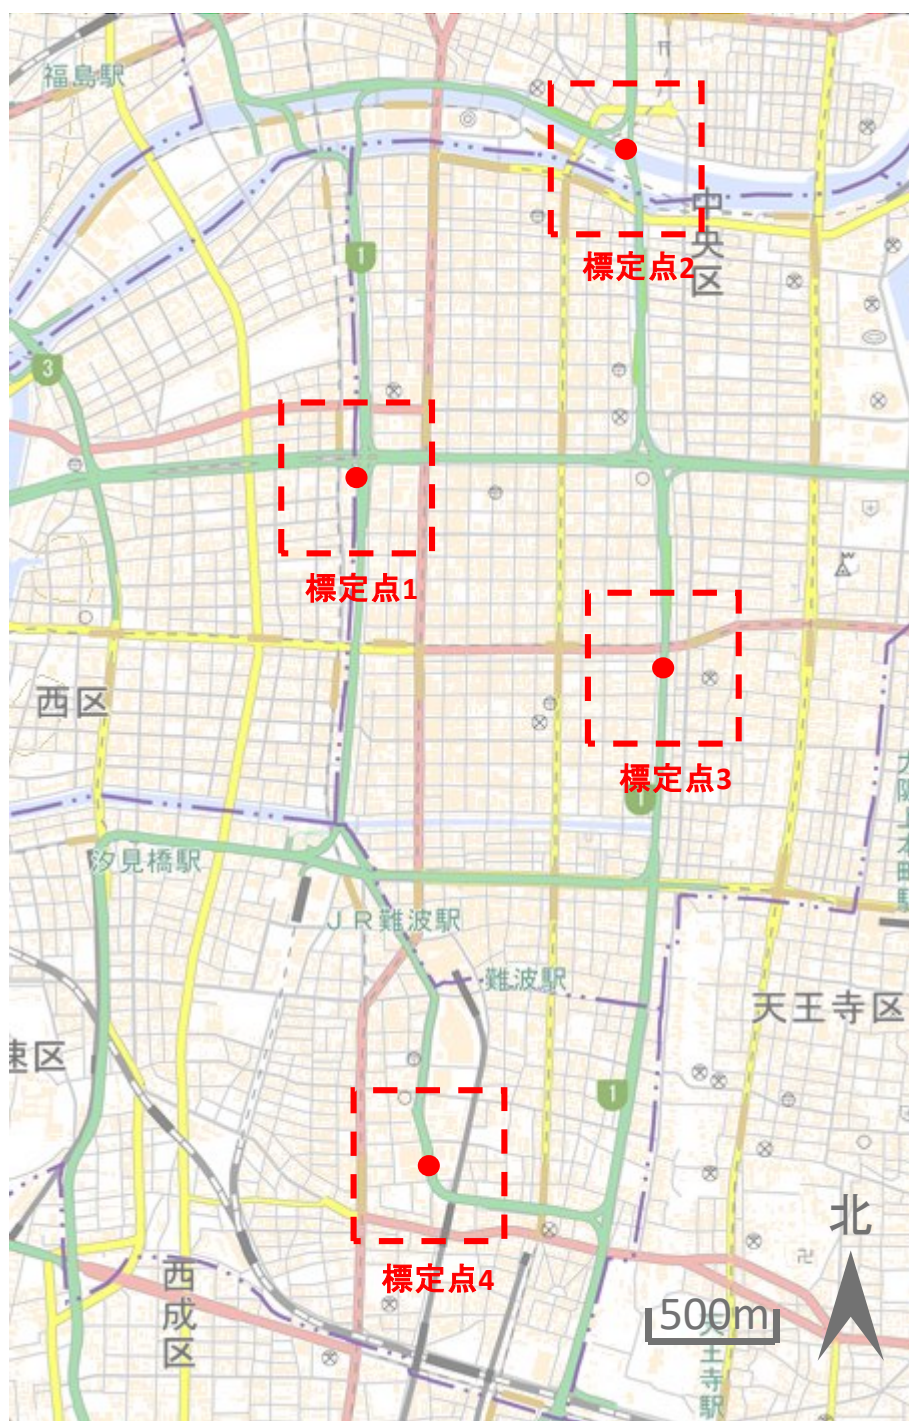 福島駅
標定点2
中央区
1
3
標定点1
西区
標定点3
1
大阪上本町駅
汐見橋駅
JR難波駅
難波駅
天王寺区
速区
1
標定点4
北
西成区
500m
天王寺駅